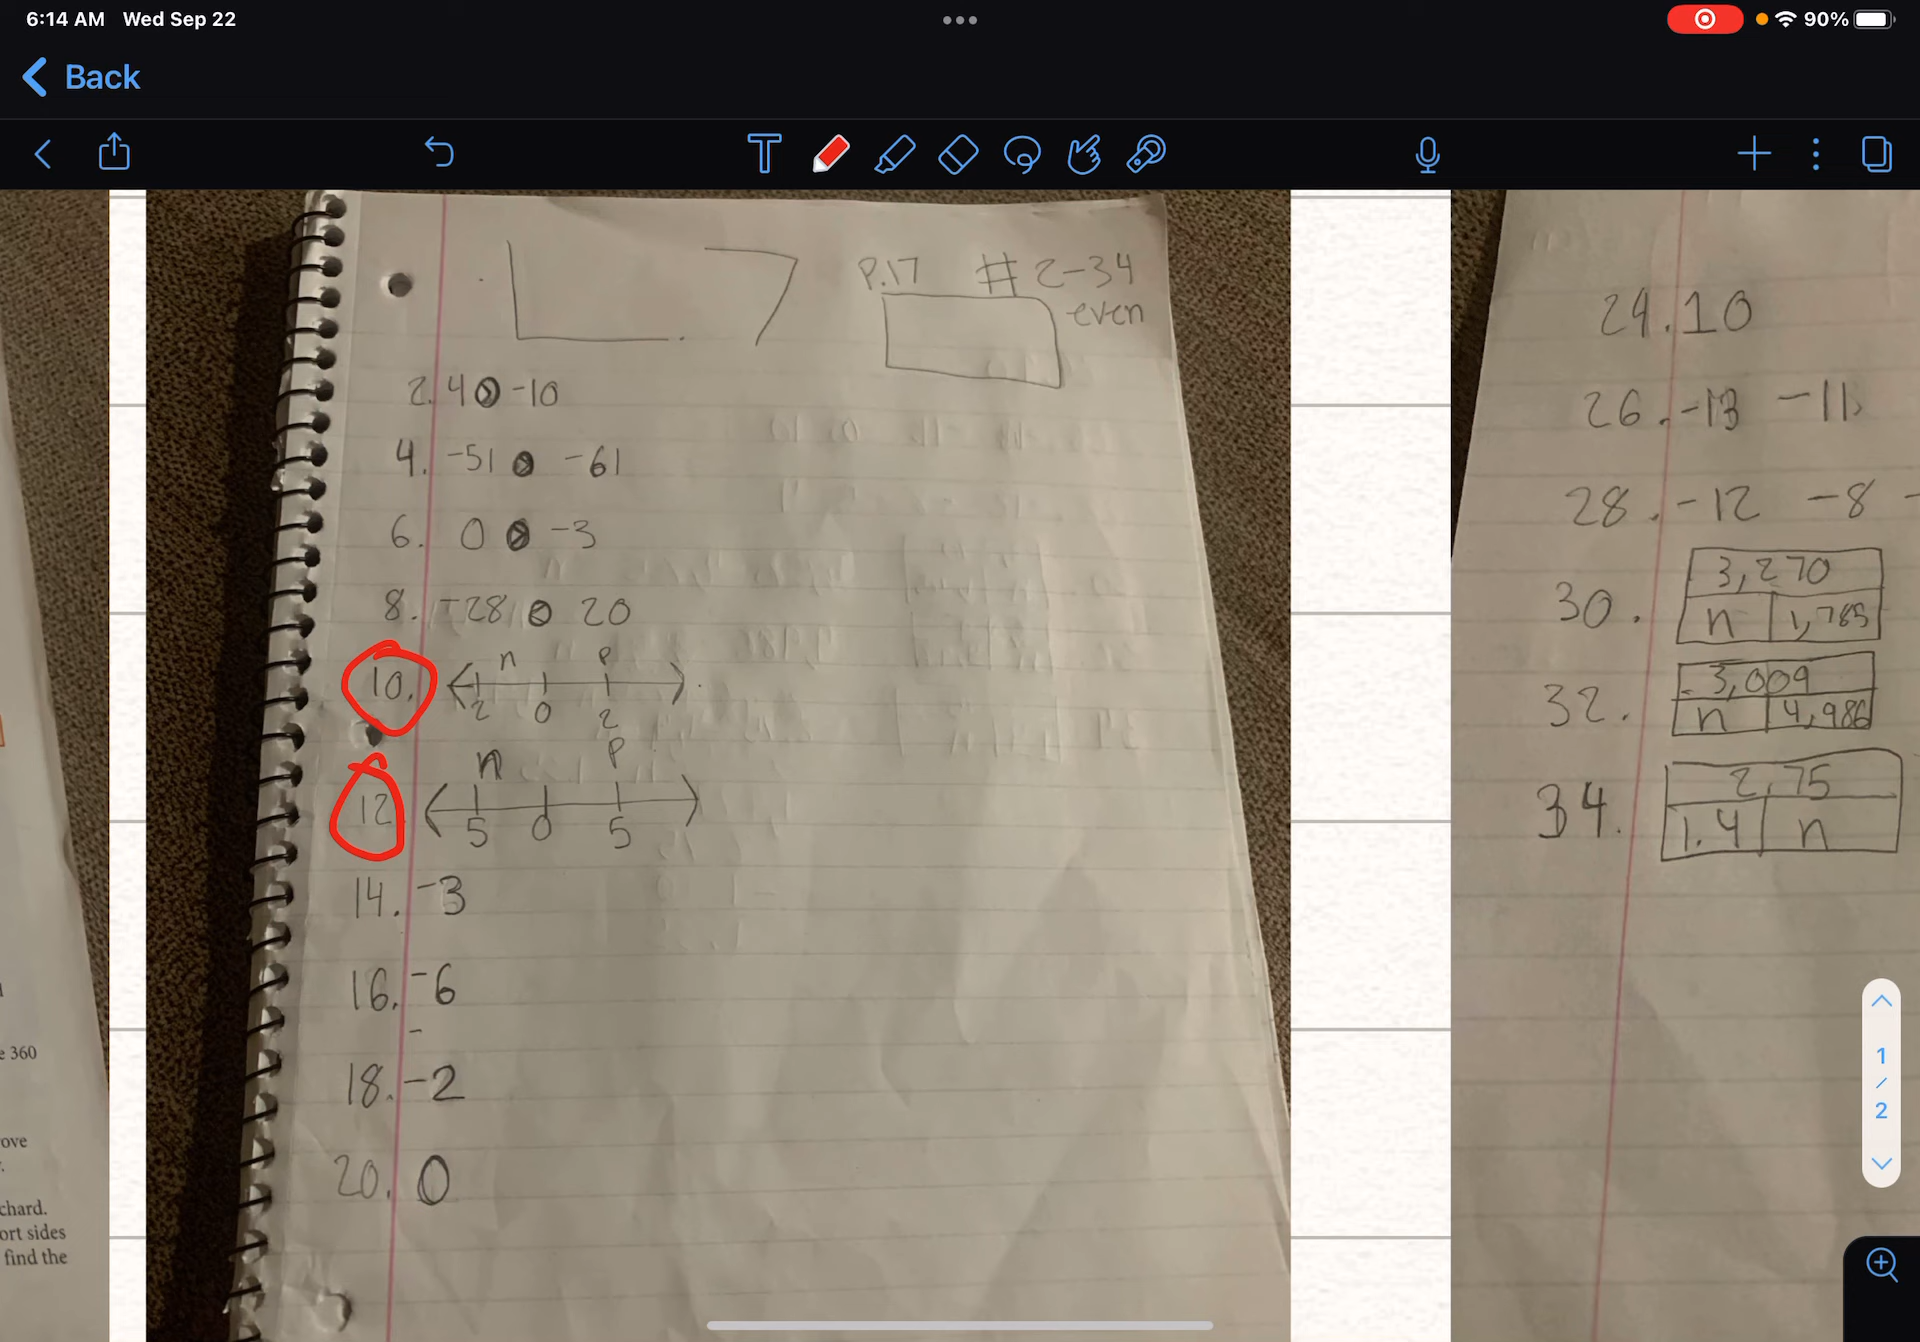 6:14 AM Wed Sep 22
90%
Back
L. 7
P.17 # 2-34
even
2. 4 > -10
4. -51 > -61
6. 0 > -3
8. -28 < 20
n P
10.
2 0 2
n P
12
5 0 5
14. -3
16. -6
-
18. -2
20. 0
e 360
ove
chard.
ort sides
find the
24. 10
26. -13 -11
28. -12 -8 -
30. 3,270
n 1,785
32. 3,009
n 4,986
34. 2,75
1.4 n
1
/
2